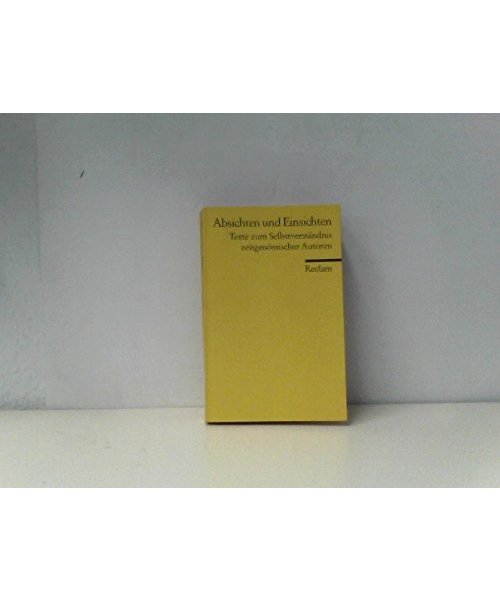 Absichten und Einsichten
Texte zum Selbstverständnis
zeitgenössischer Autoren
Reclam